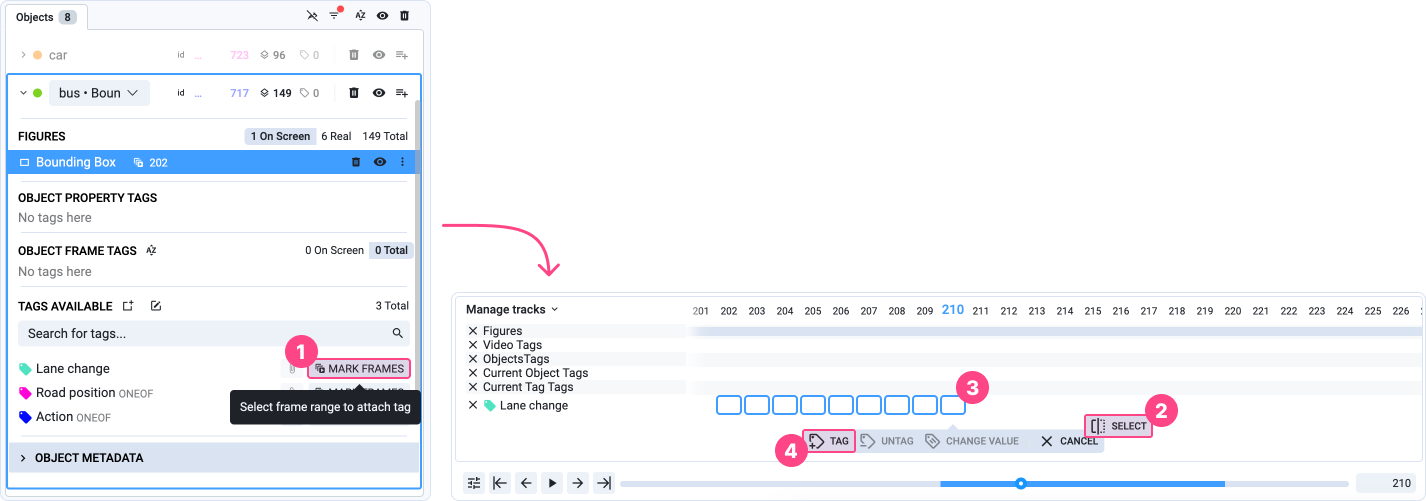 Objects 8
car id ... 723 96 0
bus • Boun id ... 717 149 0
FIGURES 1 On Screen 6 Real 149 Total
Bounding Box 202
OBJECT PROPERTY TAGS
No tags here
OBJECT FRAME TAGS AZ 0 On Screen 0 Total
No tags here
TAGS AVAILABLE 3 Total
Search for tags...
1
Lane change MARK FRAMES
Road position ONEOF
Select frame range to attach tag
Action ONEOF
OBJECT METADATA
Manage tracks 201 202 203 204 205 206 207 208 209 210 211 212 213 214 215 216 217 218 219 220 221 222 223 224 225 226
Figures
Video Tags
ObjectsTags
Current Object Tags
Current Tag Tags
3
Lane change
2
SELECT
4
TAG UNTAG CHANGE VALUE CANCEL
210